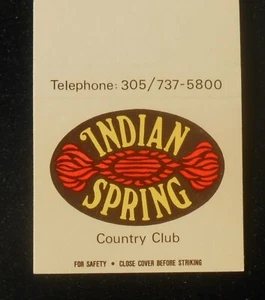 Telephone: 305/737-5800
INDIAN
SPRING
Country Club
FOR SAFETY • CLOSE COVER BEFORE STRIKING